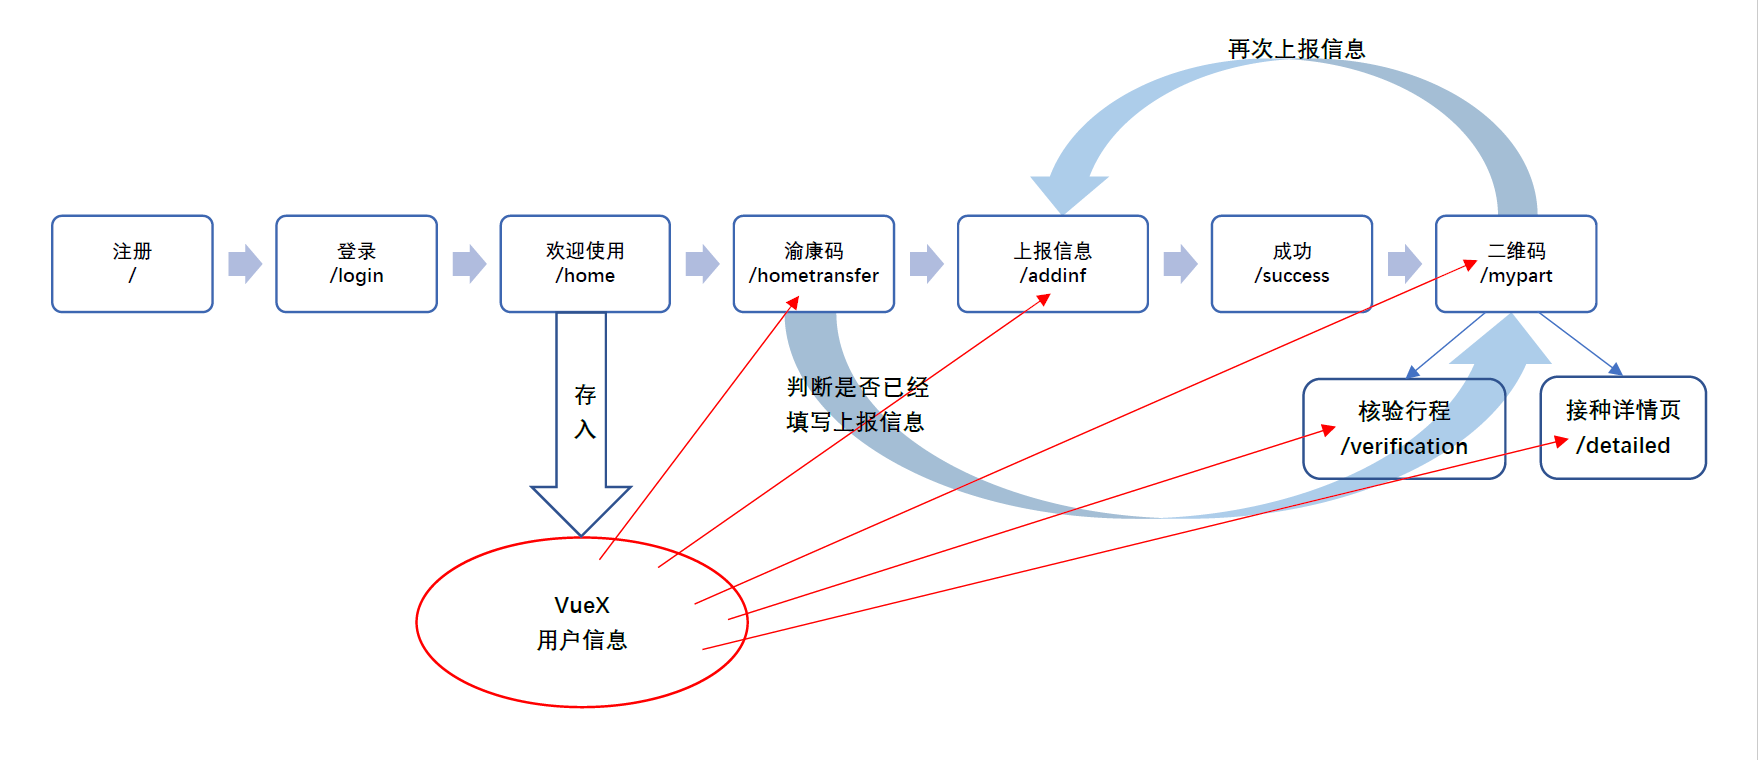 再次上报信息
注册
/
登录
/login
欢迎使用
/home
渝康码
/hometransfer
上报信息
/addinf
成功
/success
二维码
/mypart
存
入
判断是否已经
填写上报信息
核验行程
/verification
接种详情页
/detailed
VueX
用户信息